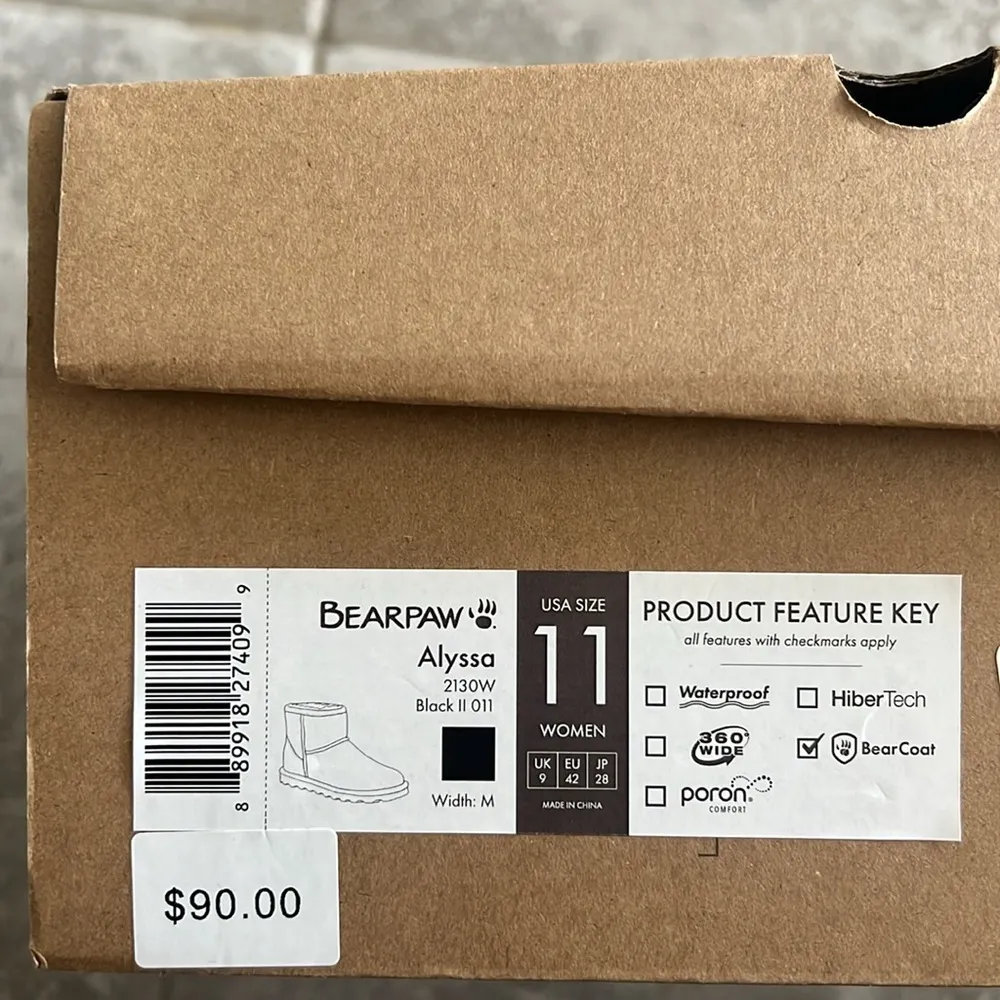 8 89918 27409 9
BEARPAW
Alyssa
2130W
Black II 011
Width: M
USA SIZE
11
WOMEN
UK EU JP
9 42 28
MADE IN CHINA
PRODUCT FEATURE KEY
all features with checkmarks apply
Waterproof
HiberTech
360°
WIDE
BearCoat
poron®
COMFORT
$90.00